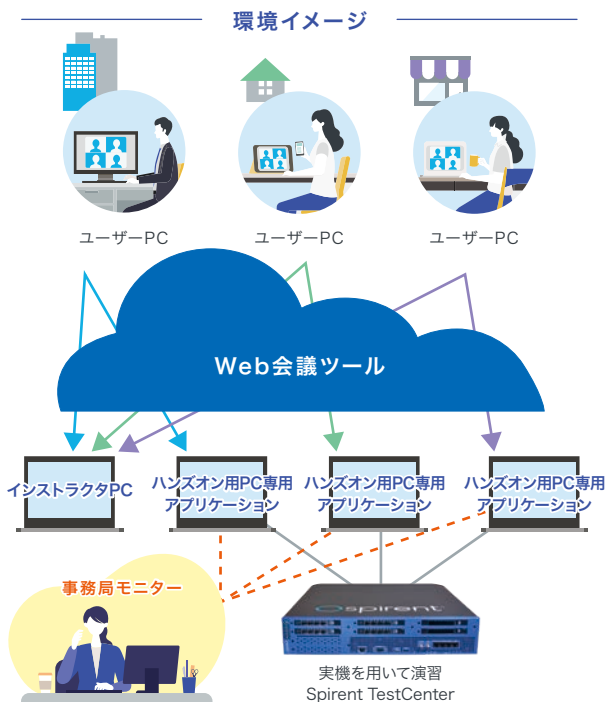 環境イメージ
ユーザーPC
ユーザーPC
ユーザーPC
Web会議ツール
インストラクタPC
ハンズオン用PC専用
アプリケーション
ハンズオン用PC専用
アプリケーション
ハンズオン用PC専用
アプリケーション
事務局モニター
spirent
実機を用いて演習
Spirent TestCenter